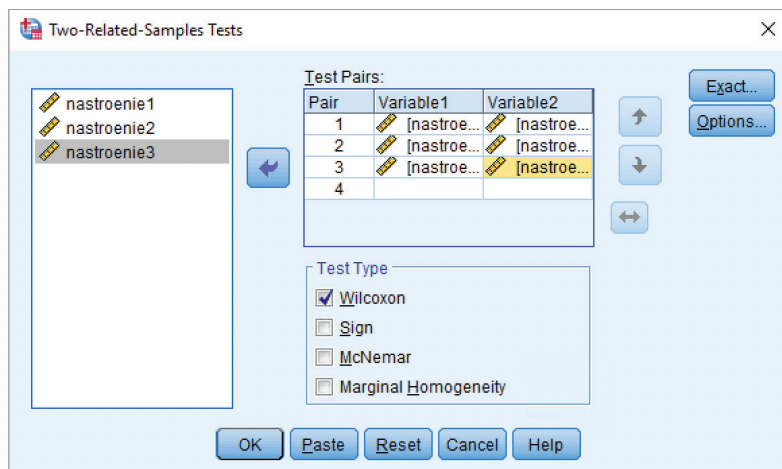 Two-Related-Samples Tests
nastroenie1
nastroenie2
nastroenie3
Test Pairs:
Pair Variable1 Variable2
1 [nastroe... [nastroe...
2 [nastroe... [nastroe...
3 [nastroe... [nastroe...
4
Exact...
Options...
Test Type
Wilcoxon
Sign
McNemar
Marginal Homogeneity
OK Paste Reset Cancel Help